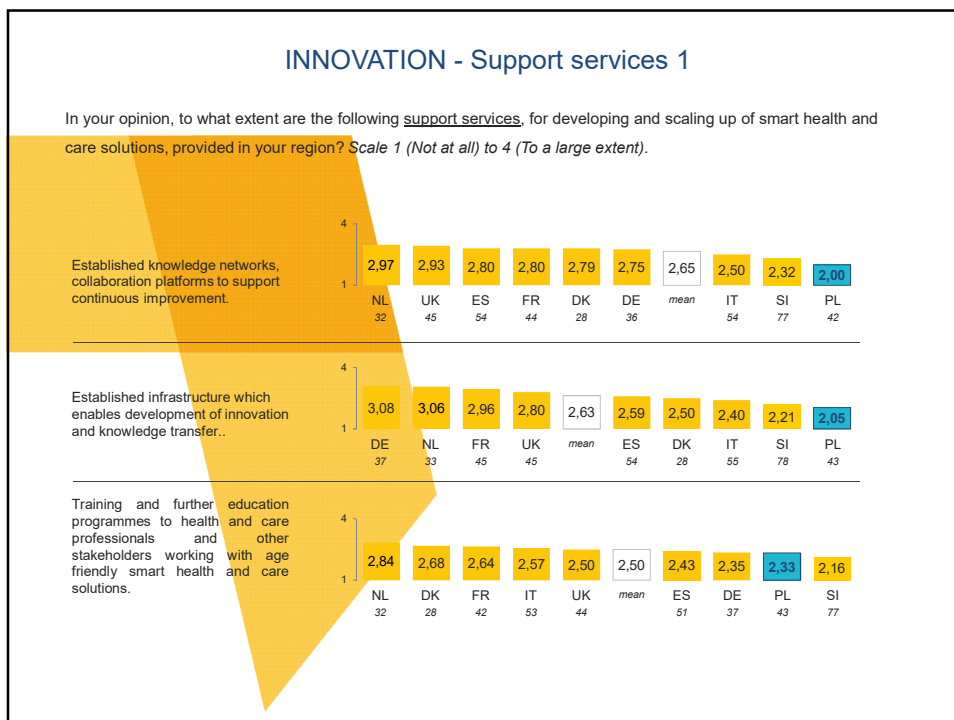 INNOVATION - Support services 1
In your opinion, to what extent are the following support services, for developing and scaling up of smart health and
care solutions, provided in your region? Scale 1 (Not at all) to 4 (To a large extent).
Established knowledge networks,
collaboration platforms to support
continuous improvement.
4
1
2,97 2,93 2,80 2,80 2,79 2,75 2,65 2,50 2,32 2,00
NL UK ES FR DK DE mean IT SI PL
32 45 54 44 28 36 54 77 42
Established infrastructure which
enables development of innovation
and knowledge transfer..
4
1
3,08 3,06 2,96 2,80 2,63 2,59 2,50 2,40 2,21 2,05
DE NL FR UK mean ES DK IT SI PL
37 33 45 45 54 28 55 78 43
Training and further education
programmes to health and care
professionals and other
stakeholders working with age
friendly smart health and care
solutions.
4
1
2,84 2,68 2,64 2,57 2,50 2,50 2,43 2,35 2,33 2,16
NL DK FR IT UK mean ES DE PL SI
32 28 42 53 44 51 37 43 77